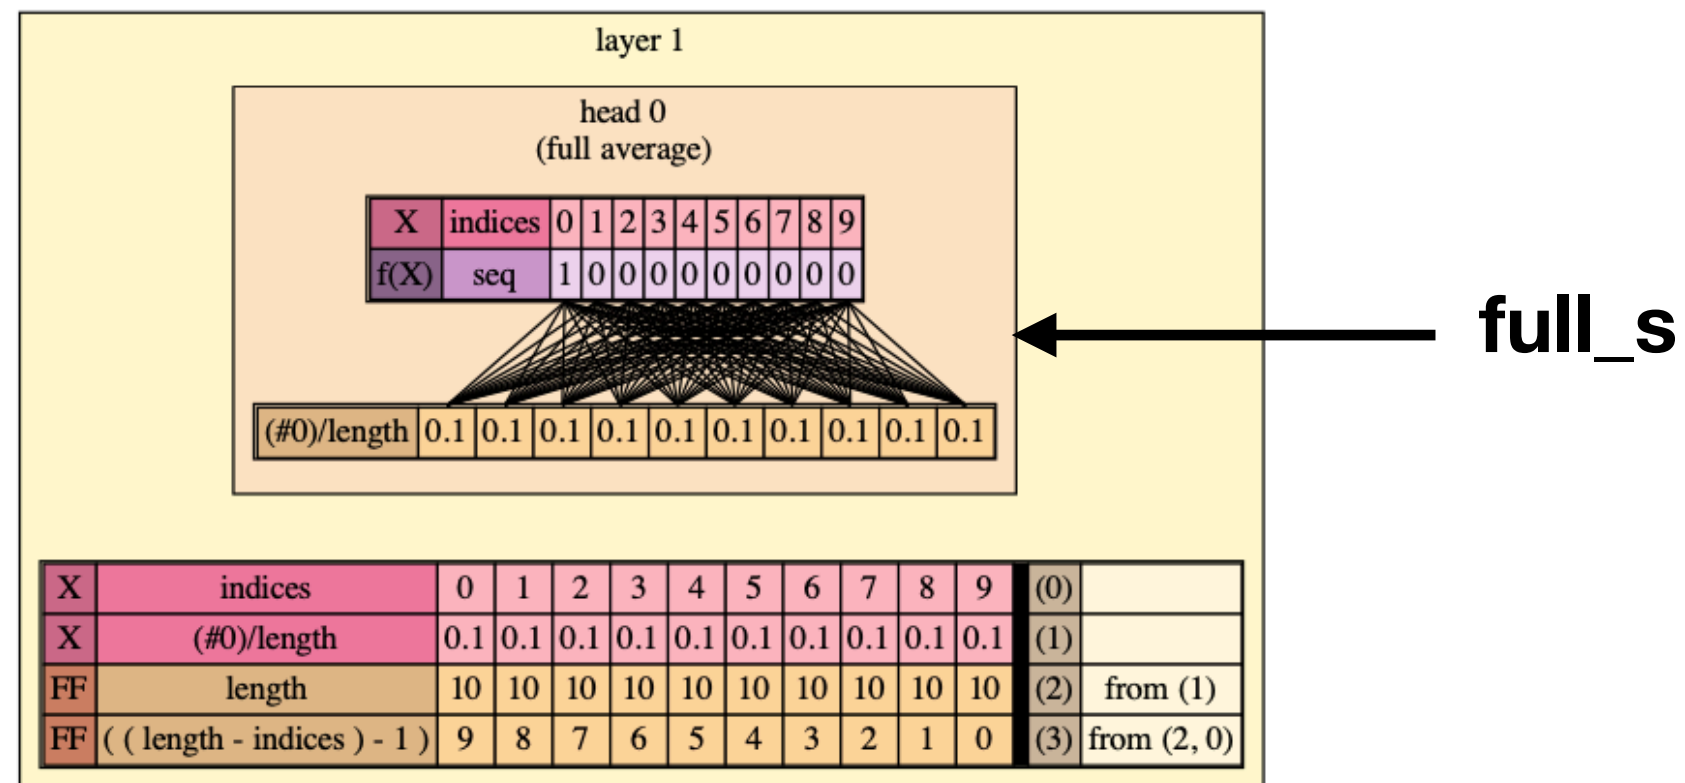 layer 1
head 0
(full average)
X indices 0 1 2 3 4 5 6 7 8 9
f(X) seq 1 0 0 0 0 0 0 0 0 0
full_s
(#0)/length 0.1 0.1 0.1 0.1 0.1 0.1 0.1 0.1 0.1 0.1
X indices 0 1 2 3 4 5 6 7 8 9 (0)
X (#0)/length 0.1 0.1 0.1 0.1 0.1 0.1 0.1 0.1 0.1 0.1 (1)
FF length 10 10 10 10 10 10 10 10 10 10 (2) from (1)
FF ( ( length - indices ) - 1 ) 9 8 7 6 5 4 3 2 1 0 (3) from (2, 0)